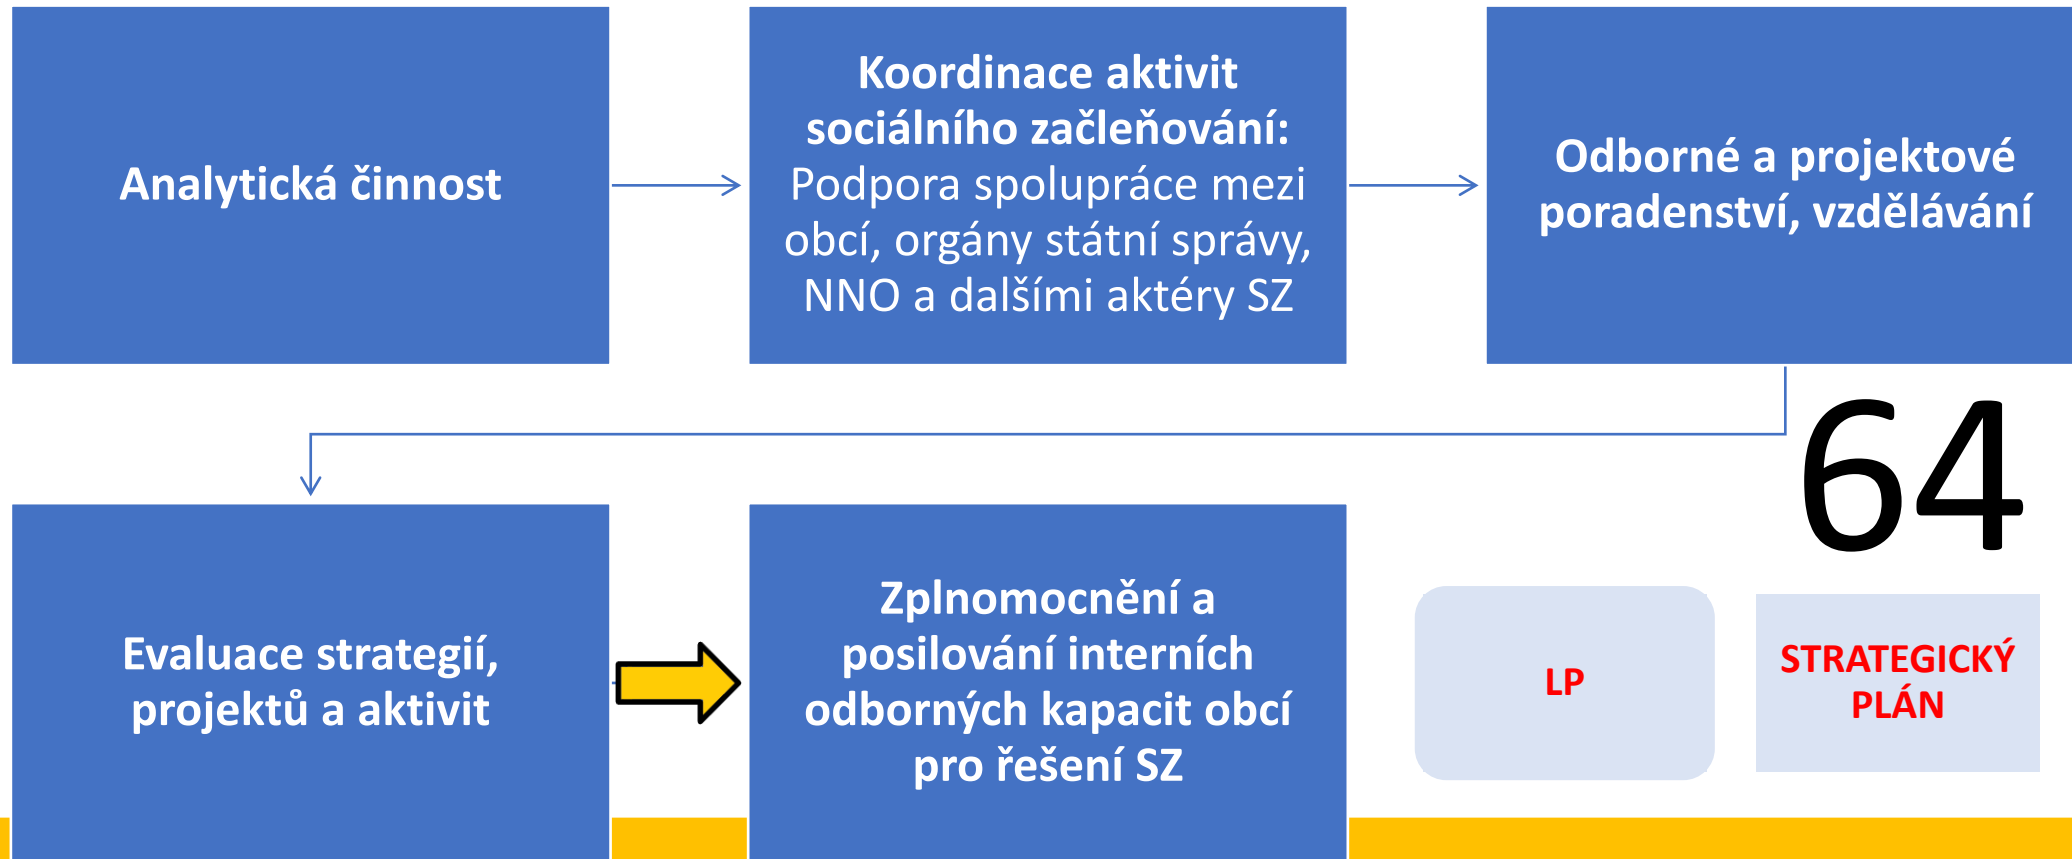 Analytická činnost
Koordinace aktivit
sociálního začleňování:
Podpora spolupráce mezi
obcí, orgány státní správy,
NNO a dalšími aktéry SZ
Odborné a projektové
poradenství, vzdělávání
64
Evaluace strategií,
projektů a aktivit
Zplnomocnění a
posilování interních
odborných kapacit obcí
pro řešení SZ
LP
STRATEGICKÝ
PLÁN